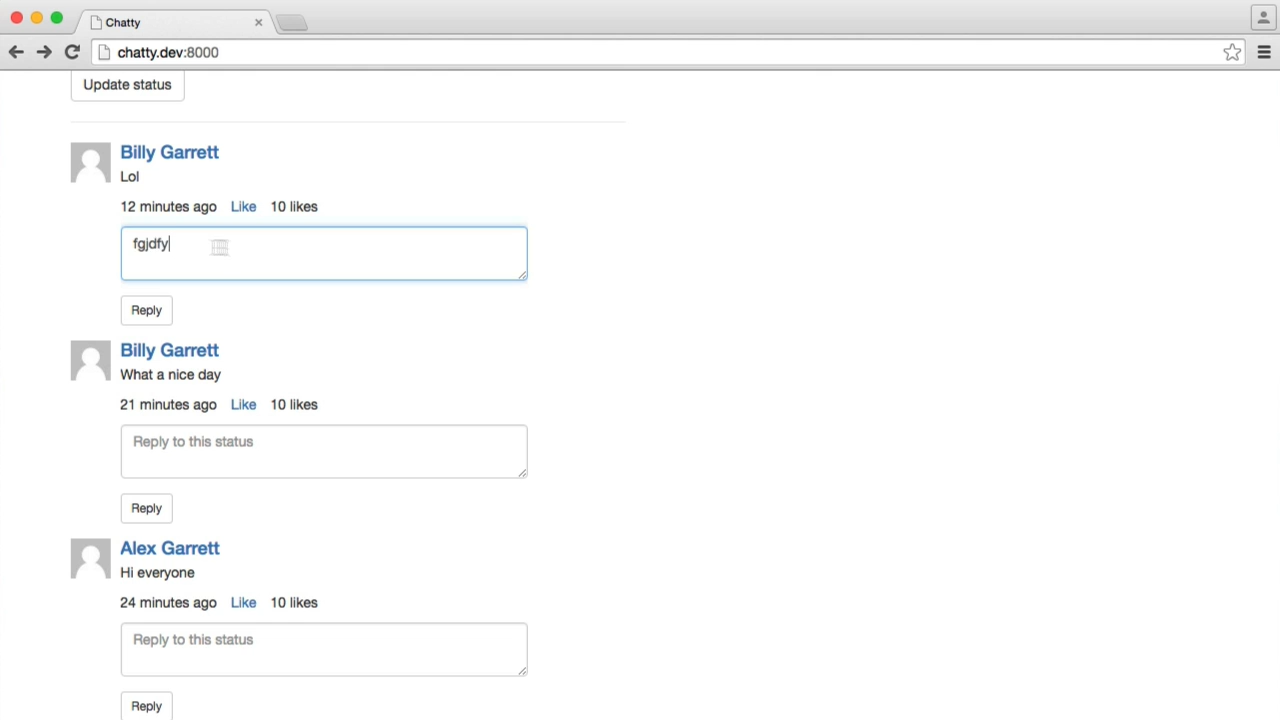 Chatty
chatty.dev:8000
Update status
Billy Garrett
Lol
12 minutes ago Like 10 likes
fgjdfy
Reply
Billy Garrett
What a nice day
21 minutes ago Like 10 likes
Reply to this status
Reply
Alex Garrett
Hi everyone
24 minutes ago Like 10 likes
Reply to this status
Reply